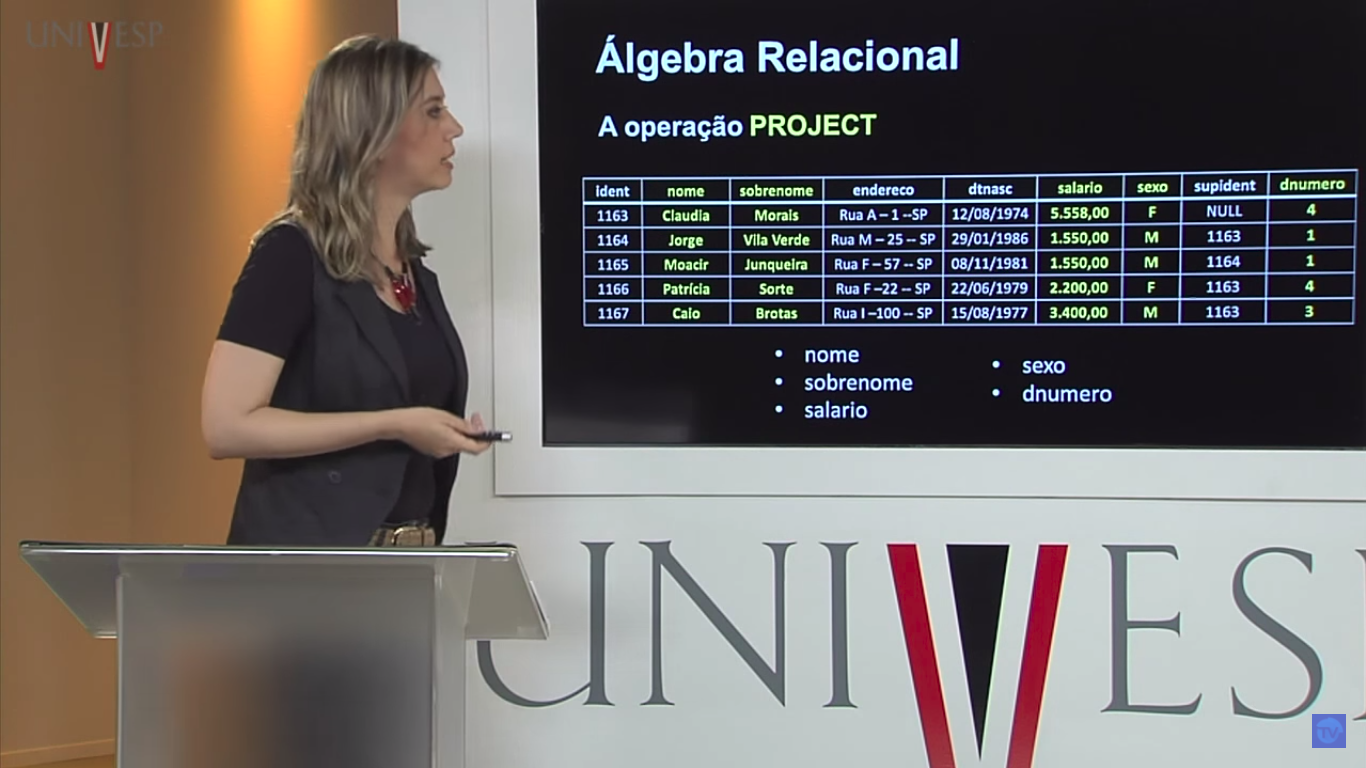 UNIVESP
Álgebra Relacional
A operação PROJECT
ident nome sobrenome endereco dtnasc salario sexo supident dnumero
1163 Claudia Morais Rua A – 1 --SP 12/08/1974 5.558,00 F NULL 4
1164 Jorge Vila Verde Rua M – 25 -- SP 29/01/1986 1.550,00 M 1163 1
1165 Moacir Junqueira Rua F – 57 -- SP 08/11/1981 1.550,00 M 1164 1
1166 Patrícia Sorte Rua F –22 -- SP 22/06/1979 2.200,00 F 1163 4
1167 Caio Brotas Rua I –100 -- SP 15/08/1977 3.400,00 M 1163 3
• nome
• sobrenome
• salario
• sexo
• dnumero
UNIVESP
TV